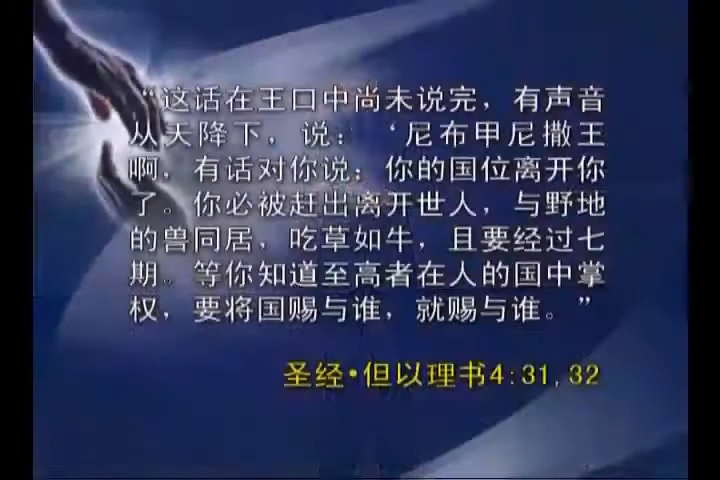 “这话在王口中尚未说完，有声音
从天降下，说：‘尼布甲尼撒王
啊，有话对你说：你的国位离开你
了。你必被赶出离开世人，与野地
的兽同居，吃草如牛，且要经过七
期。等你知道至高者在人的国中掌
权，要将国赐与谁，就赐与谁。”
圣经•但以理书4:31,32